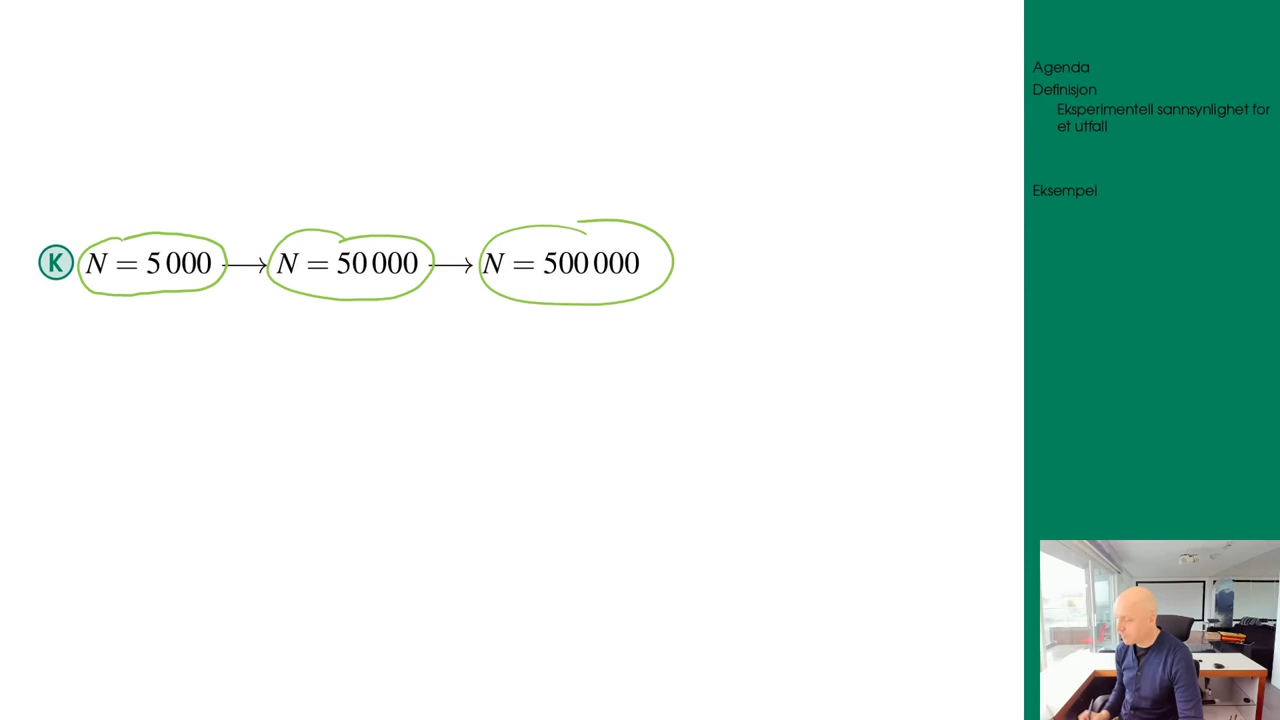 K N = 5 000 → N = 50 000 → N = 500 000
Agenda
Definisjon
Eksperimentell sannsynlighet for
et utfall
Eksempel